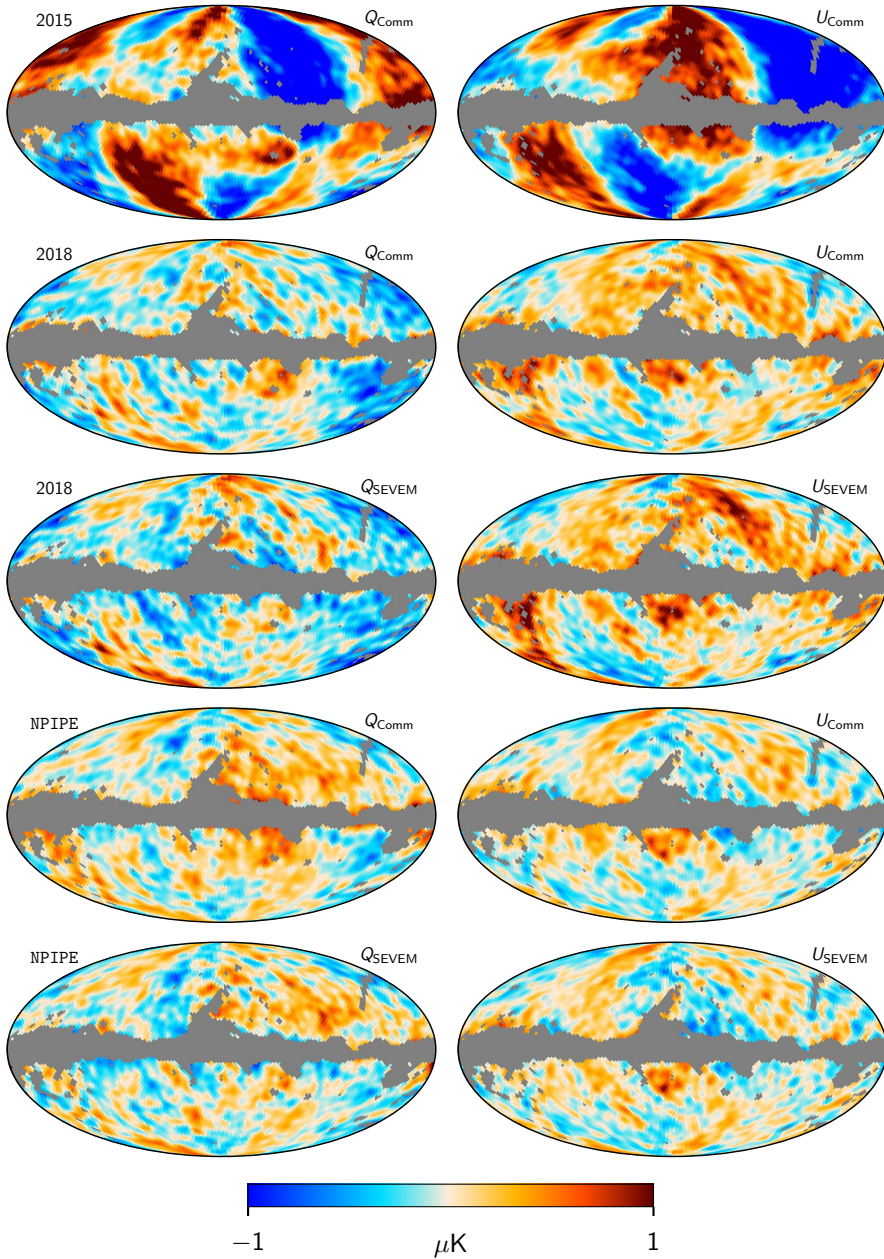 2015 Q_Comm U_Comm
2018 Q_Comm U_Comm
2018 Q_SEVEM U_SEVEM
NPIPE Q_Comm U_Comm
NPIPE Q_SEVEM U_SEVEM
−1 μK 1